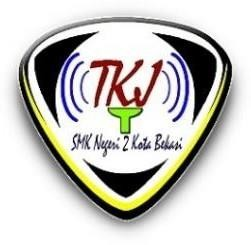 TKJ
SMK Negeri 2 Kota Bekasi